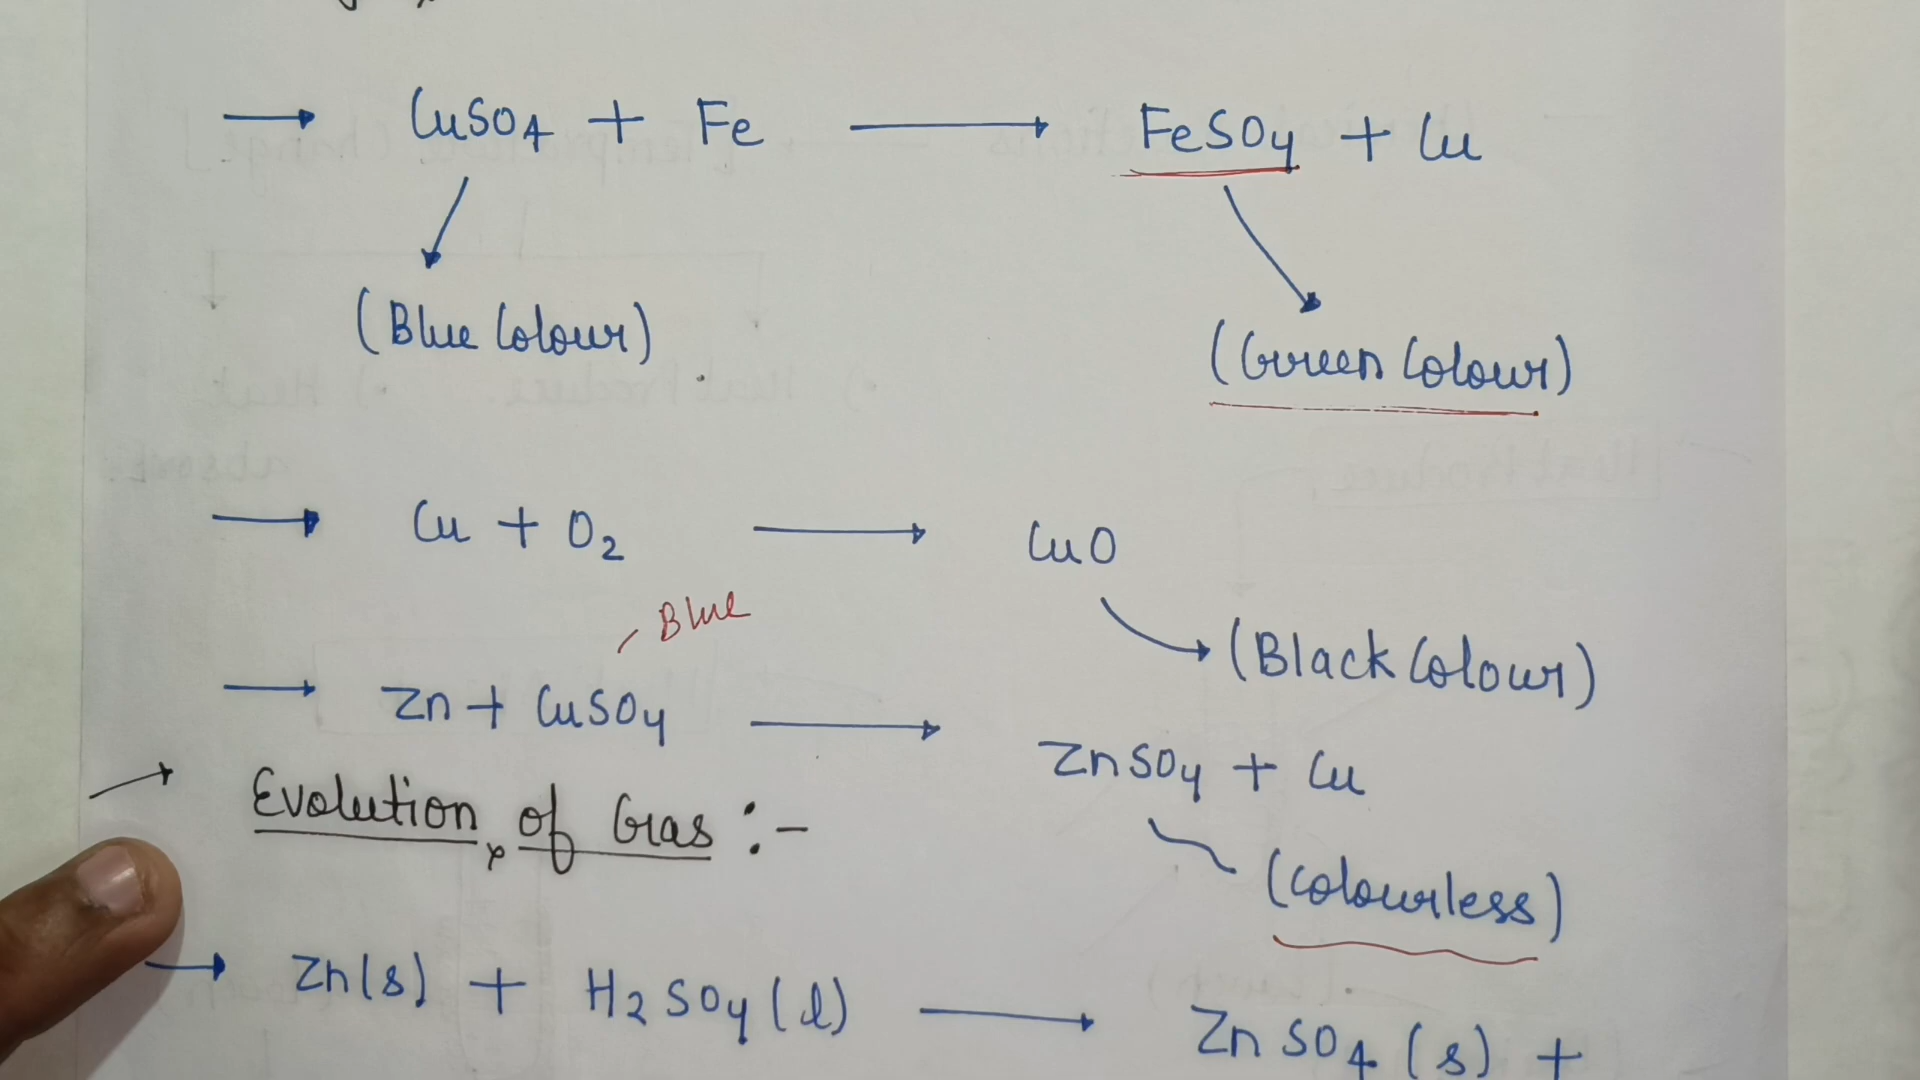 → CuSO4 + Fe → FeSO4 + Cu
(Blue Colour)
(Green Colour)
→ Cu + O2 → CuO
Blue
(Black Colour)
→ Zn + CuSO4 → ZnSO4 + Cu
→ Evolution of Gas :-
(colourless)
→ Zn(s) + H2SO4(l) → ZnSO4(s) +